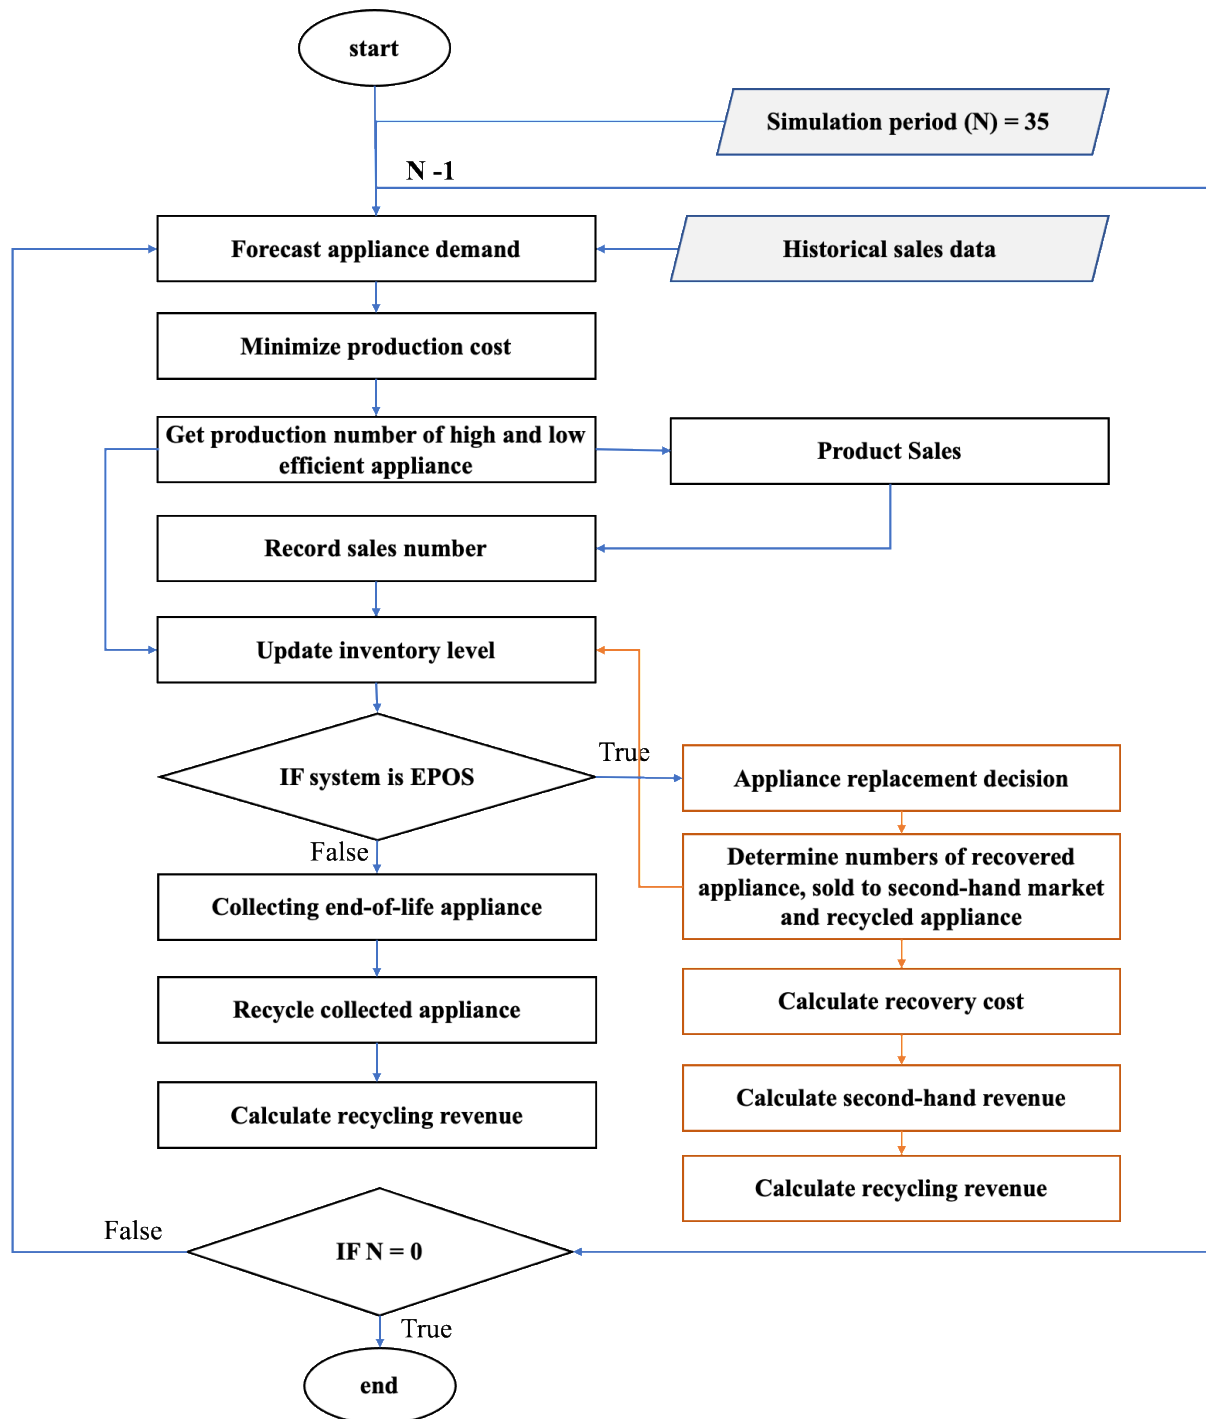 start
Simulation period (N) = 35
N -1
Forecast appliance demand
Historical sales data
Minimize production cost
Get production number of high and low
efficient appliance
Product Sales
Record sales number
Update inventory level
IF system is EPOS
True
Appliance replacement decision
Determine numbers of recovered
appliance, sold to second-hand market
and recycled appliance
False
Collecting end-of-life appliance
Calculate recovery cost
Recycle collected appliance
Calculate second-hand revenue
Calculate recycling revenue
Calculate recycling revenue
False
IF N = 0
True
end